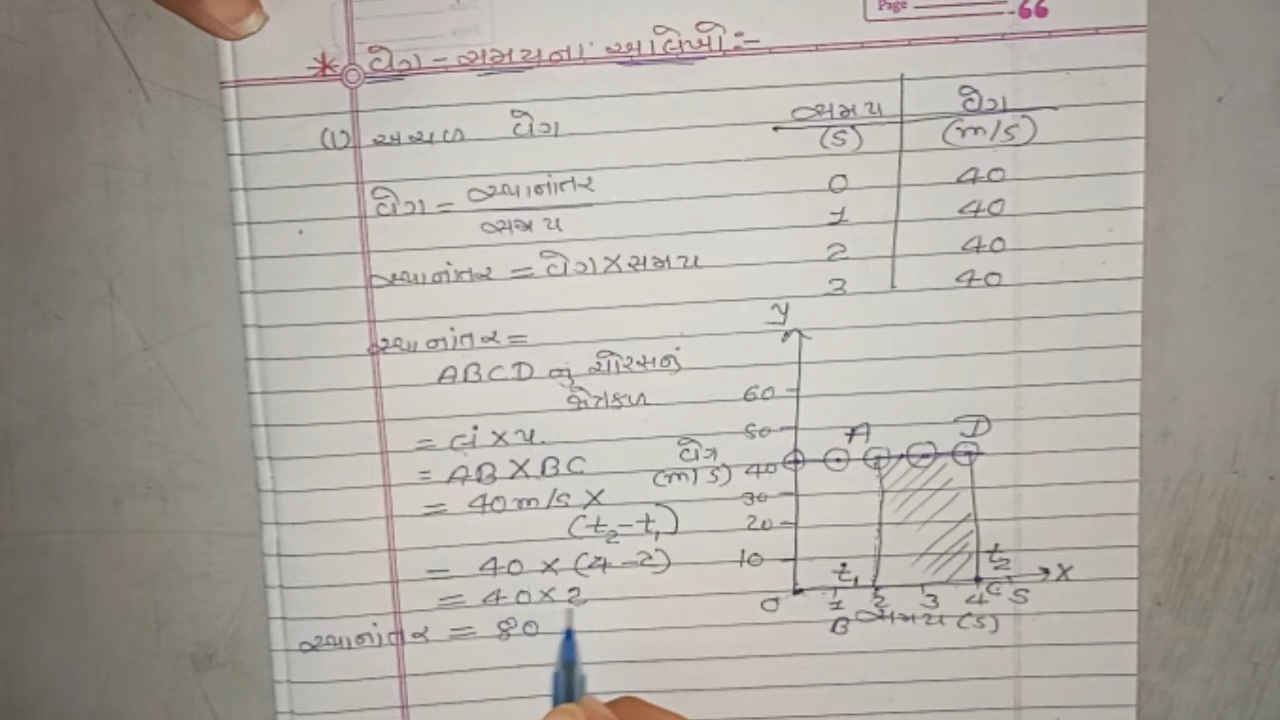 Page 66
* વેગ - સમયના આલેખો :-
(1) અચળ વેગ
સમય (s) વેગ (m/s)
0 40
1 40
2 40
3 40
વેગ = સ્થાનાંતર / સમય
સ્થાનાંતર = વેગ × સમય
સ્થાનાંતર =
ABCD નું ચોરસનું
ક્ષેત્રફળ
= લં × પ.
= AB × BC
= 40 m/s ×
(t₂ - t₁)
= 40 × (4 - 2)
= 40 × 2
સ્થાનાંતર = 80
y
60
50
વેગ
(m/s) 40
30
20
10
A D
t₁ t₂
0 1 2 3 4 C 5 X
B સમય (s)